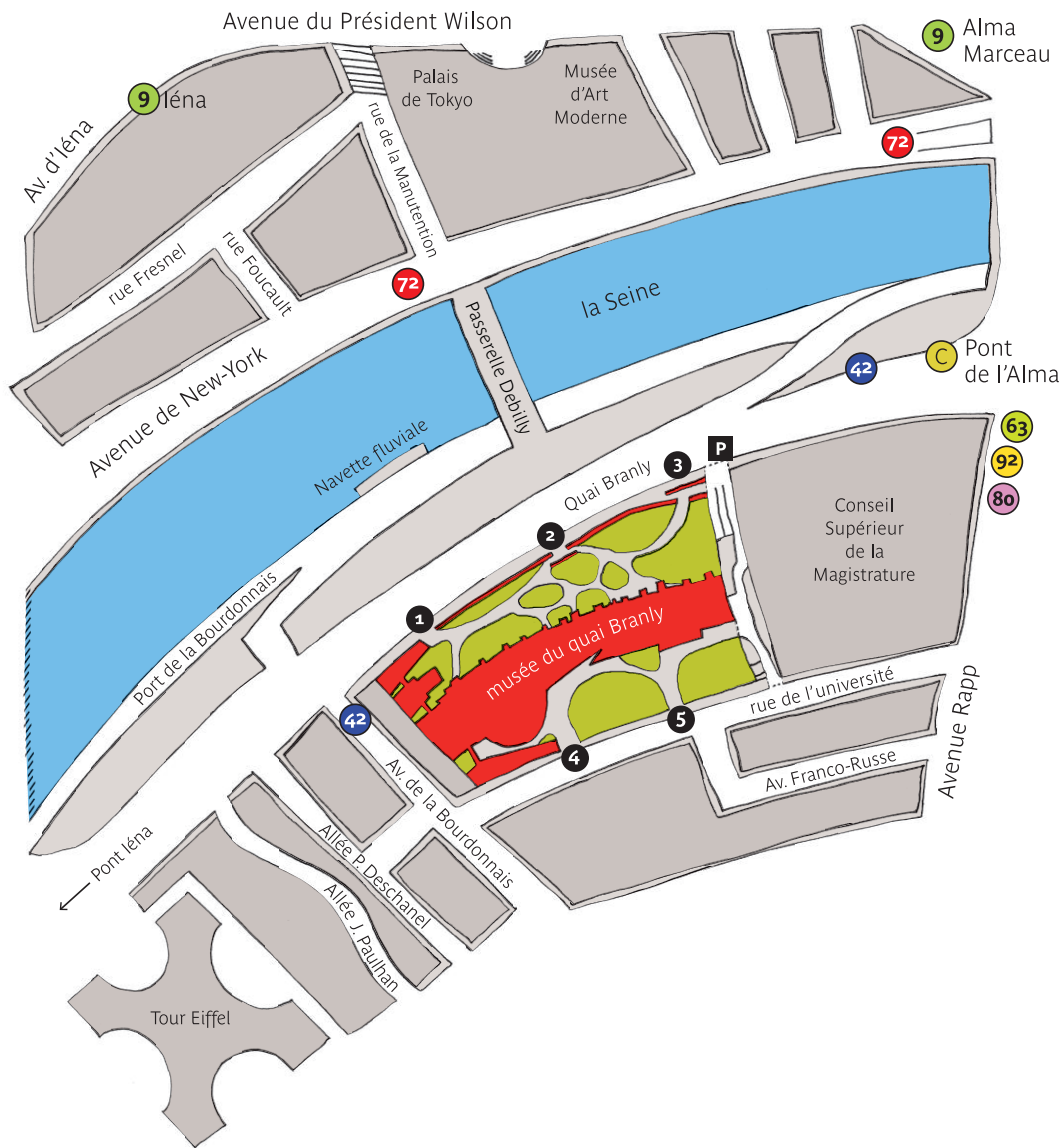 Avenue du Président Wilson
9
Alma
Marceau
Palais
de Tokyo
Musée
d'Art
Moderne
9
Iéna
Av. d'Iéna
rue de la Manutention
72
rue Fresnel
rue Foucault
72
la Seine
Passerelle Debilly
Avenue de New-York
42
C
Pont
de l'Alma
Navette fluviale
63
92
80
Quai Branly
3
P
2
Conseil
Supérieur
de la
Magistrature
1
musée du quai Branly
Port de la Bourdonnais
42
rue de l'université
5
4
Av. Franco-Russe
Avenue Rapp
Av. de la Bourdonnais
Allée P. Deschanel
Allée J. Paulhan
Pont Iéna
Tour Eiffel